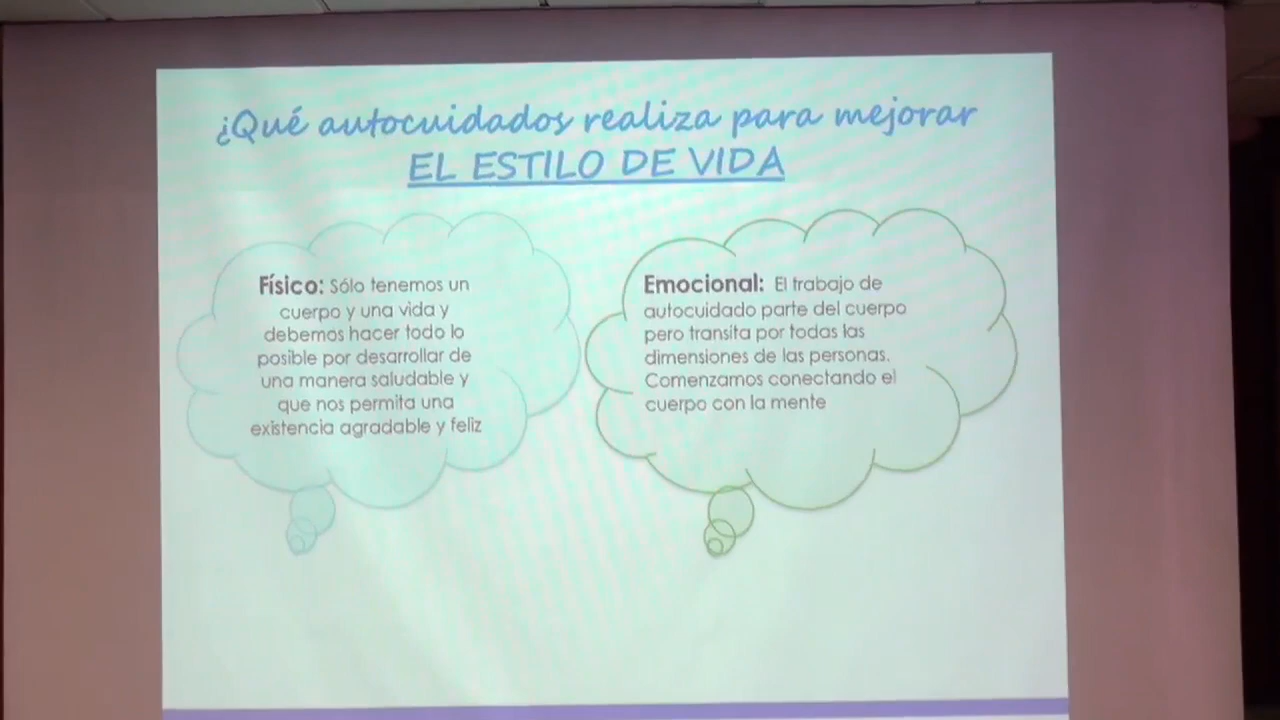 ¿Qué autocuidados realiza para mejorar
EL ESTILO DE VIDA
Físico: Sólo tenemos un
cuerpo y una vida y
debemos hacer todo lo
posible por desarrollar de
una manera saludable y
que nos permita una
existencia agradable y feliz
Emocional: El trabajo de
autocuidado parte del cuerpo
pero transita por todas las
dimensiones de las personas.
Comenzamos conectando el
cuerpo con la mente